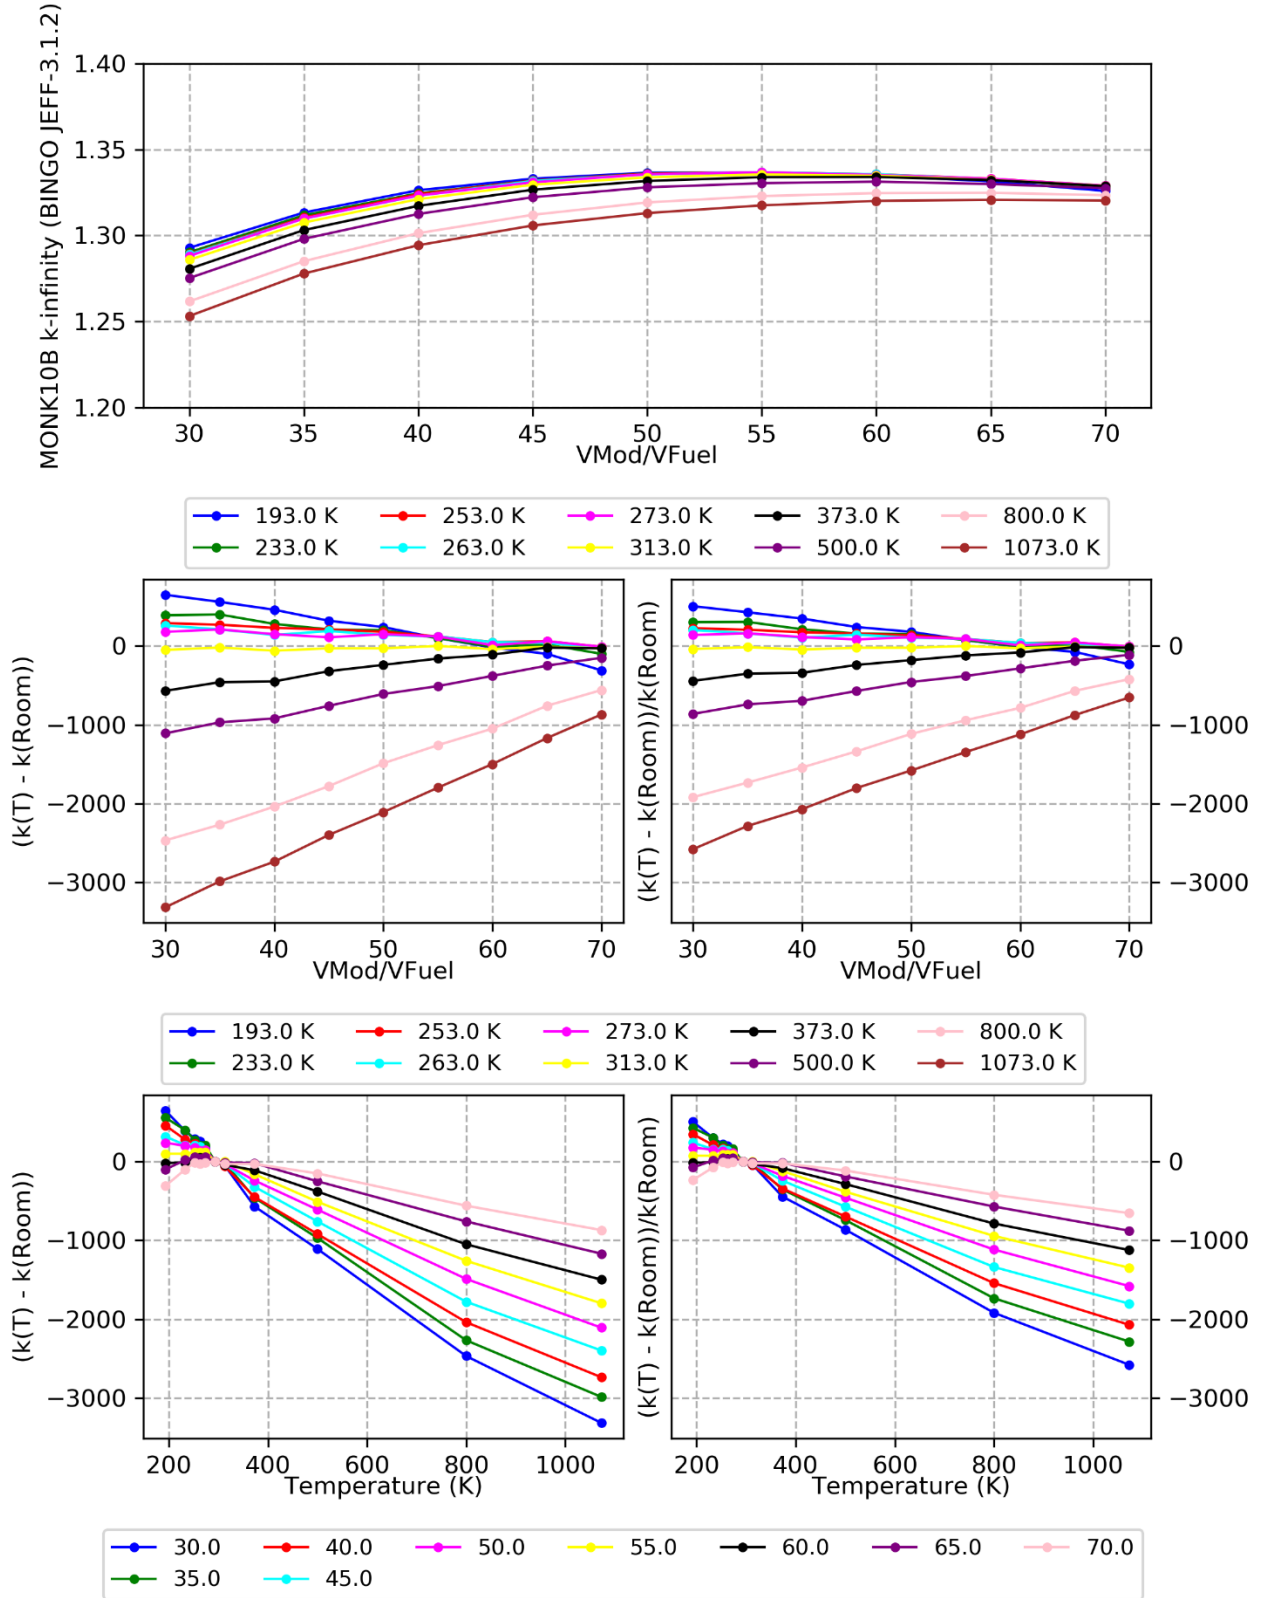 MONK10B k-infinity (BINGO JEFF-3.1.2)
1.40
1.35
1.30
1.25
1.20
30 35 40 45 50 55 60 65 70
VMod/VFuel
193.0 K 253.0 K 273.0 K 373.0 K 800.0 K
233.0 K 263.0 K 313.0 K 500.0 K 1073.0 K
(k(T) - k(Room))
0
−1000
−2000
−3000
30 40 50 60 70
VMod/VFuel
(k(T) - k(Room))/k(Room)
0
−1000
−2000
−3000
30 40 50 60 70
VMod/VFuel
193.0 K 253.0 K 273.0 K 373.0 K 800.0 K
233.0 K 263.0 K 313.0 K 500.0 K 1073.0 K
(k(T) - k(Room))
0
−1000
−2000
−3000
200 400 600 800 1000
Temperature (K)
(k(T) - k(Room))/k(Room)
0
−1000
−2000
−3000
200 400 600 800 1000
Temperature (K)
30.0 40.0 50.0 55.0 60.0 65.0 70.0
35.0 45.0